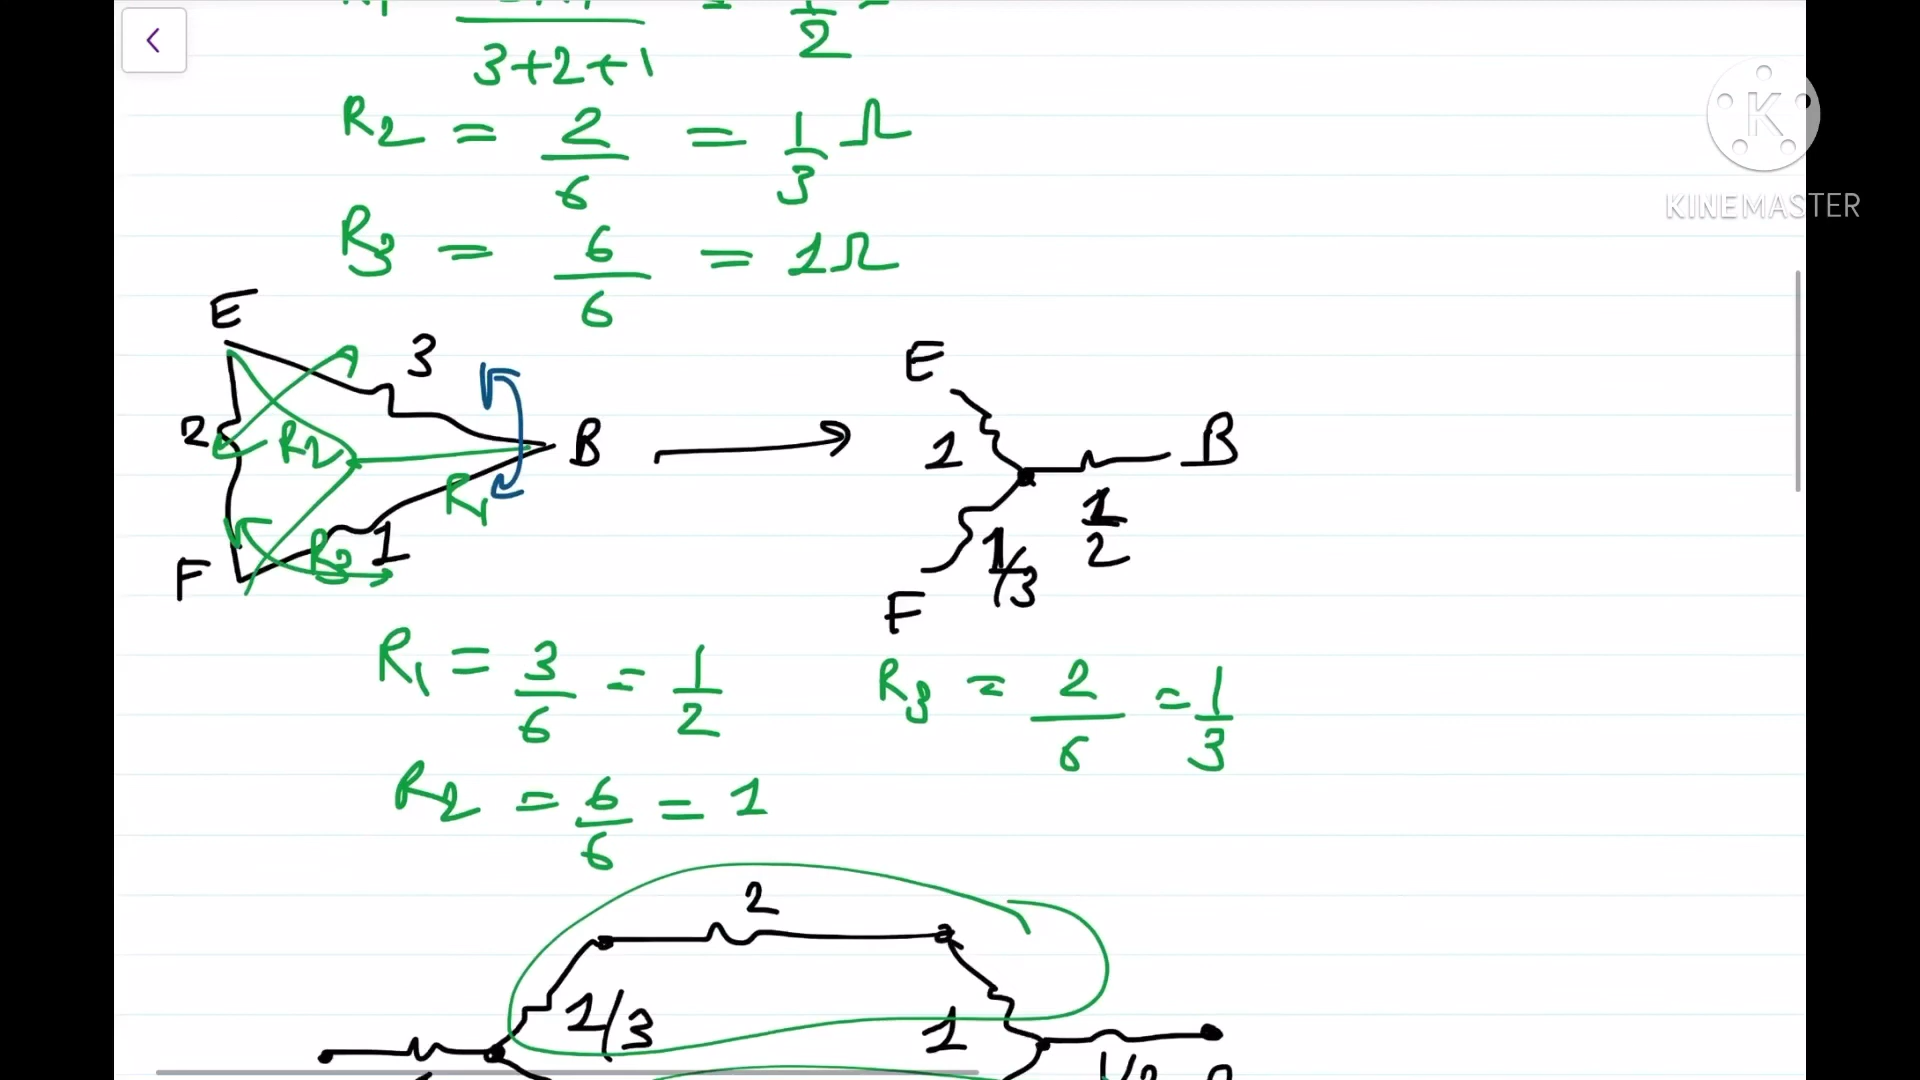 3+2+1
1/2
R2 = 2/6 = 1/3 Ω
R3 = 6/6 = 1Ω
KINEMASTER
E
3
2
R2
B
R1
F
R3
1
E
1
B
1/2
1/3
F
R1 = 3/6 = 1/2
R3 = 2/6 = 1/3
R2 = 6/6 = 1
2
1/3
1